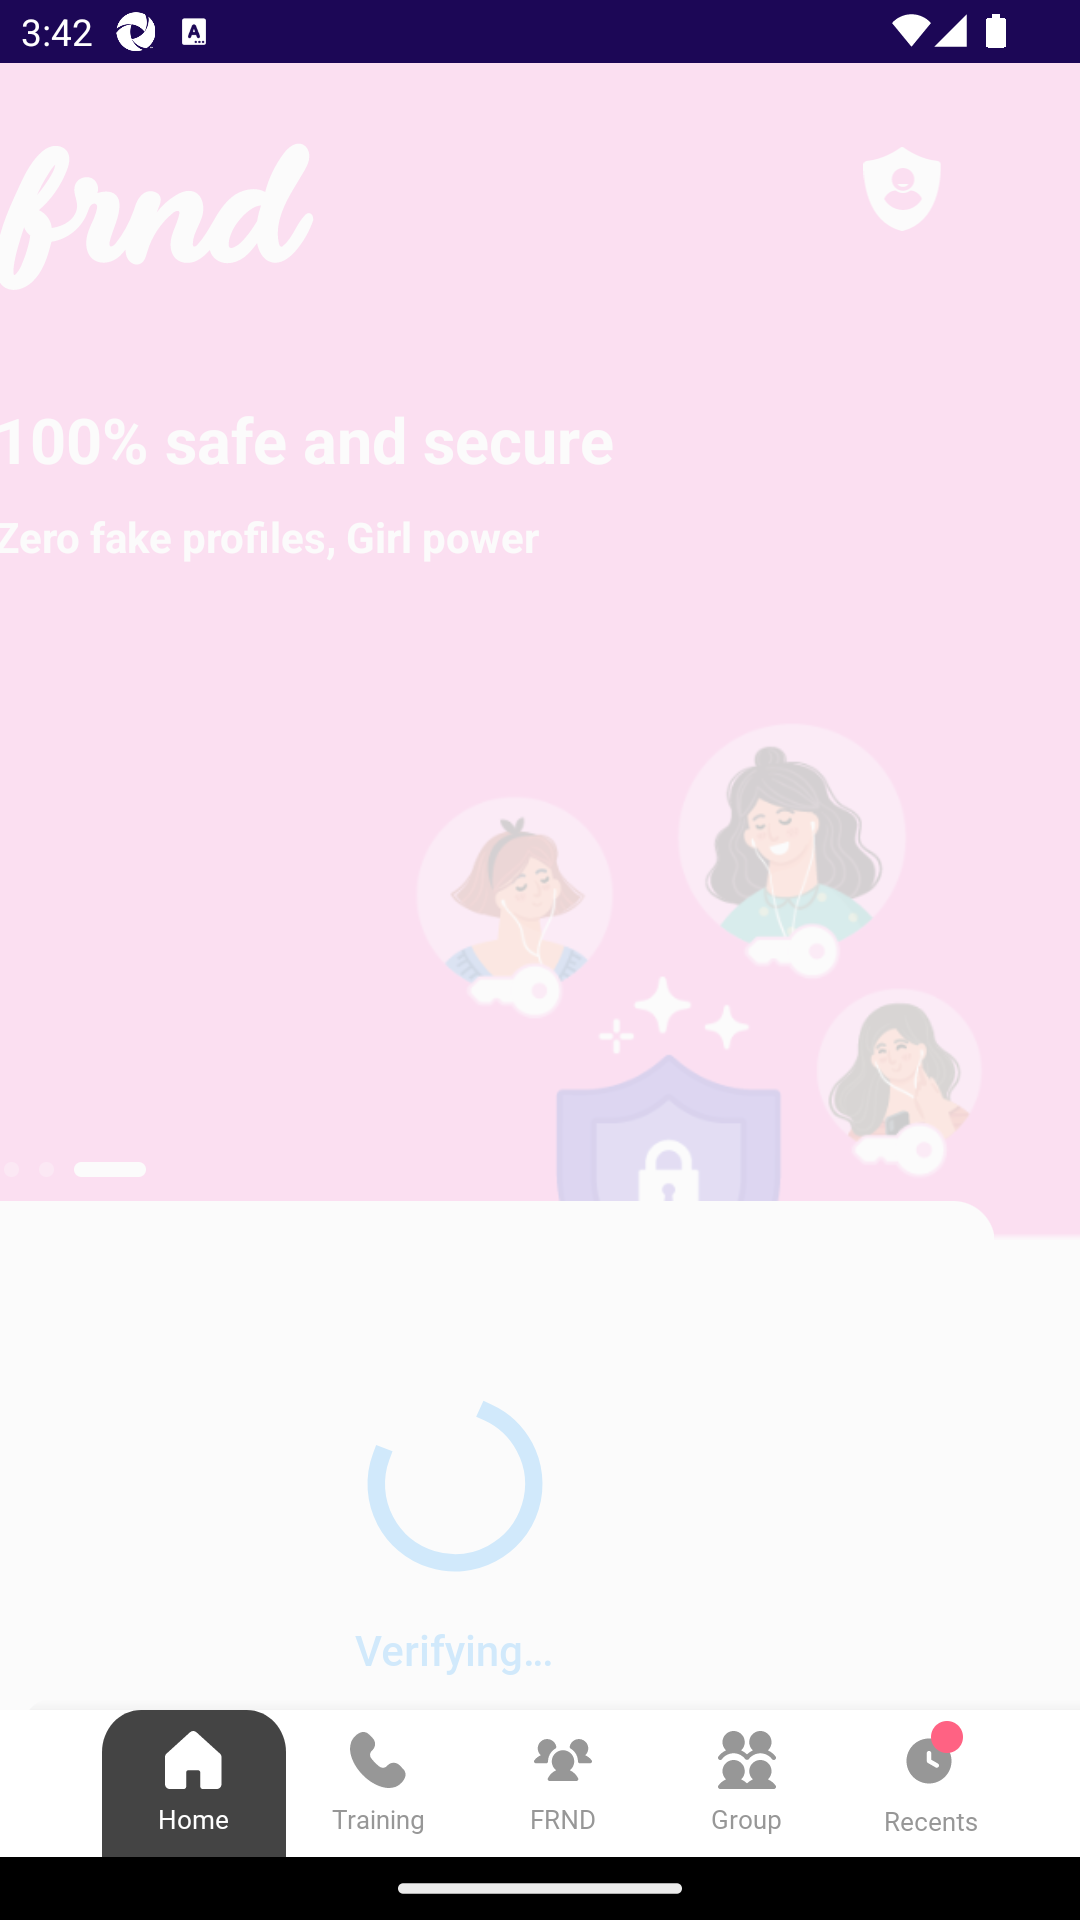 3:42
A
frnd
100% safe and secure
Zero fake profiles, Girl power
Verifying...
Home
Training
FRND
Group
Recents